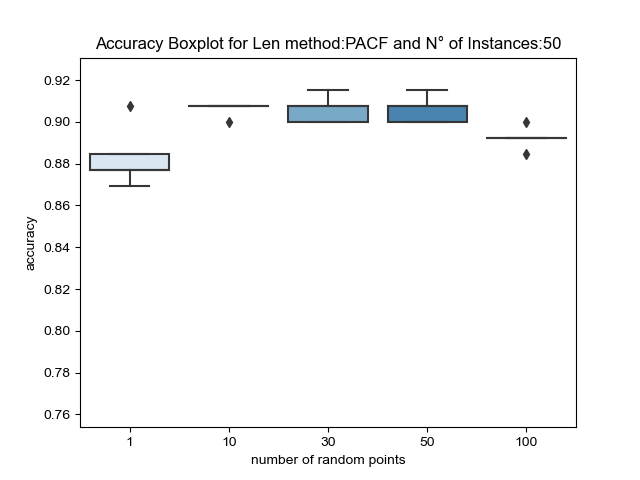 Accuracy Boxplot for Len method:PACF and N° of Instances:50
0.92
0.90
0.88
0.86
0.84
0.82
0.80
0.78
0.76
accuracy
1 10 30 50 100
number of random points